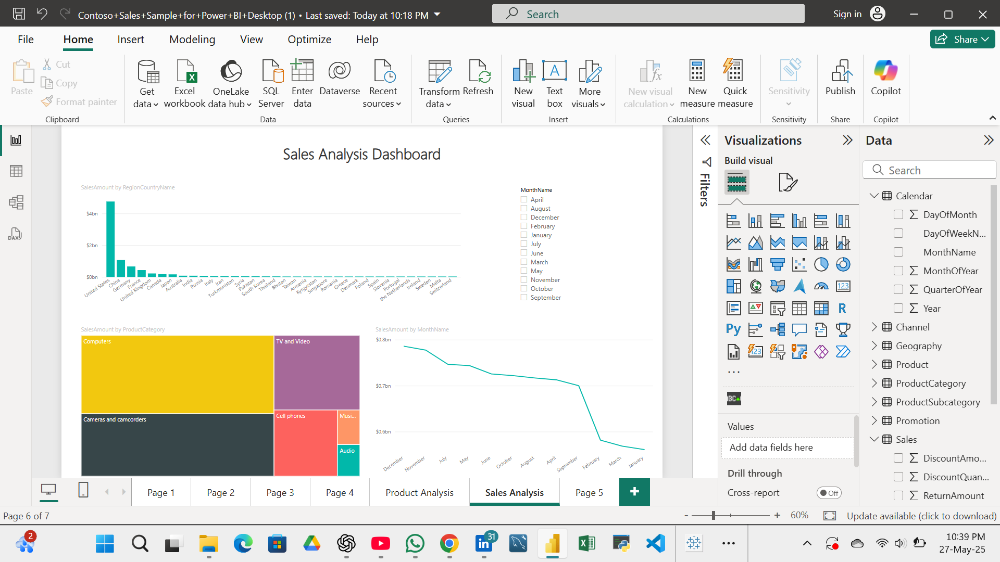 Contoso+Sales+Sample+for+Power+BI+Desktop (1) • Last saved: Today at 10:18 PM
Search
Sign in
File Home Insert Modeling View Optimize Help
Share
Paste
Cut
Copy
Format painter
Get data
Excel workbook
OneLake data hub
SQL Server
Enter data
Dataverse
Recent sources
Transform data
Refresh
New visual
Text box
More visuals
New visual calculation
New measure
Quick measure
Sensitivity
Publish
Copilot
Clipboard
Data
Queries
Insert
Calculations
Sensitivity
Share
Copilot
Sales Analysis Dashboard
SalesAmount by RegionCountryName
$4bn
$2bn
$0bn
United States
China
Germany
France
United Kingdom
Canada
Japan
Australia
India
Russia
Italy
Iran
Turkmenistan
Syria
Pakistan
South Korea
Thailand
Bhutan
Taiwan
Armenia
Kyrgyzstan
Singapore
Romania
Greece
Denmark
Poland
Spain
Slovenia
Portugal
the Netherlands
Ireland
Sweden
Malta
Switzerland
MonthName
April
August
December
February
January
July
June
March
May
November
October
September
SalesAmount by ProductCategory
Computers
TV and Video
Cameras and camcorders
Cell phones
Musi...
Audio
SalesAmount by MonthName
$0.8bn
$0.7bn
$0.6bn
December
November
July
May
June
October
August
April
September
February
March
January
Filters
Visualizations
Build visual
123
R
Py
123
Values
Add data fields here
Drill through
Cross-report
Off
Data
Search
Calendar
DayOfMonth
DayOfWeekN...
MonthName
MonthOfYear
QuarterOfYear
Year
Channel
Geography
Product
ProductCategory
ProductSubcategory
Promotion
Sales
DiscountAmo...
DiscountQuan...
ReturnAmount
DAX
Page 1
Page 2
Page 3
Page 4
Product Analysis
Sales Analysis
Page 5
Page 6 of 7
60%
Update available (click to download)
2
31
10:39 PM
27-May-25